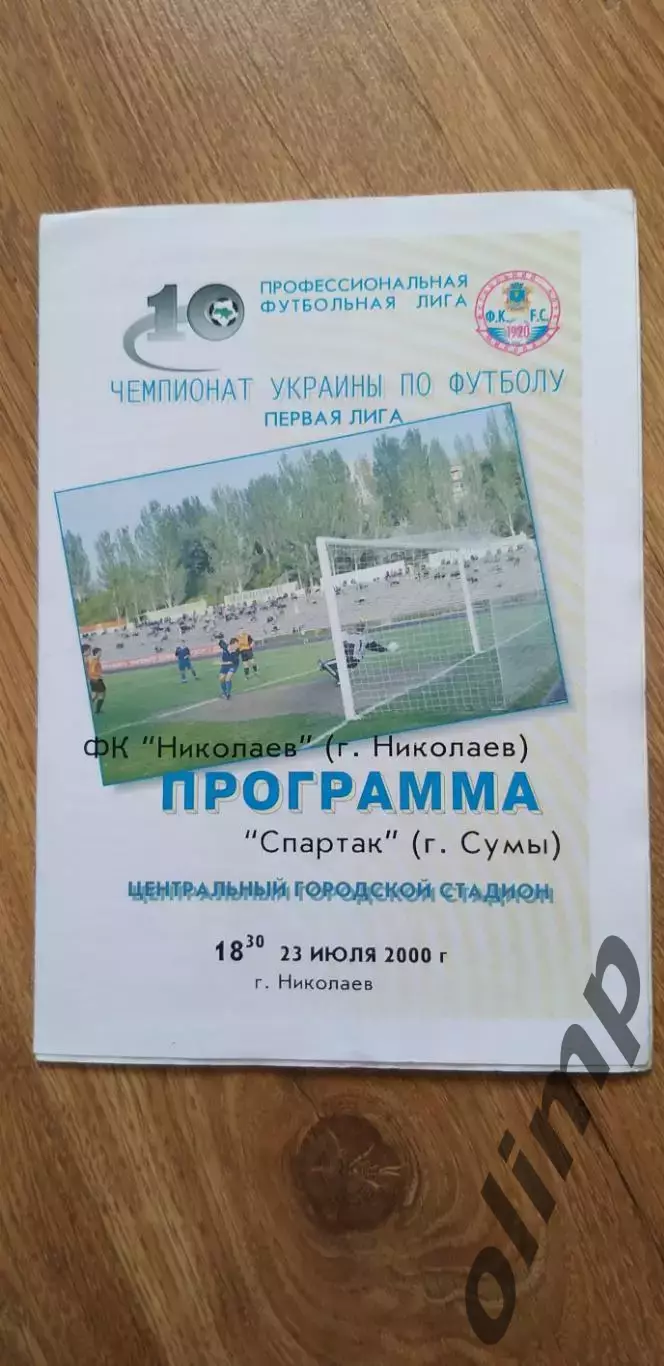 10
ПРОФЕССИОНАЛЬНАЯ
ФУТБОЛЬНАЯ ЛИГА
Ф.К. F.C.
1920
ЧЕМПИОНАТ УКРАИНЫ ПО ФУТБОЛУ
ПЕРВАЯ ЛИГА
ФК "Николаев" (г. Николаев)
ПРОГРАММА
"Спартак" (г. Сумы)
ЦЕНТРАЛЬНЫЙ ГОРОДСКОЙ СТАДИОН
18 30 23 ИЮЛЯ 2000 г
г. Николаев
olimp